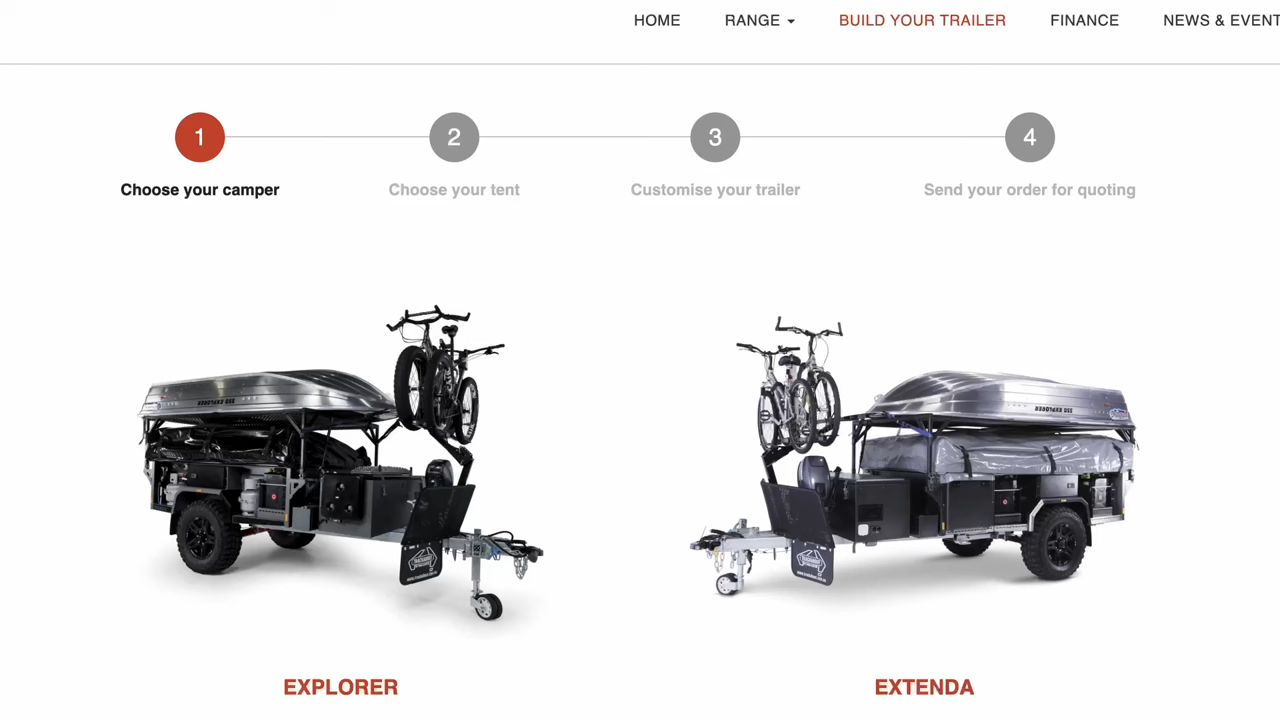 HOME RANGE BUILD YOUR TRAILER FINANCE NEWS & EVENT
1 2 3 4
Choose your camper Choose your tent Customise your trailer Send your order for quoting
EXPLORER EXTENDA